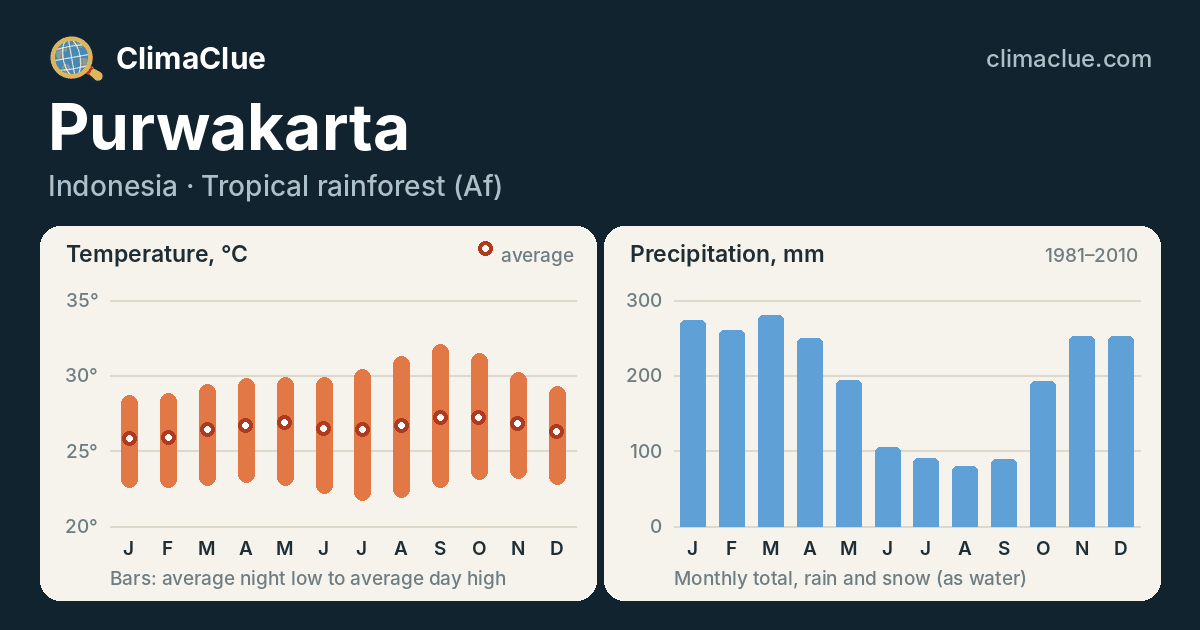 ClimaClue
climaclue.com
Purwakarta
Indonesia · Tropical rainforest (Af)
Temperature, °C
average
35°
30°
25°
20°
J F M A M J J A S O N D
Bars: average night low to average day high
Precipitation, mm
1981–2010
300
200
100
0
J F M A M J J A S O N D
Monthly total, rain and snow (as water)